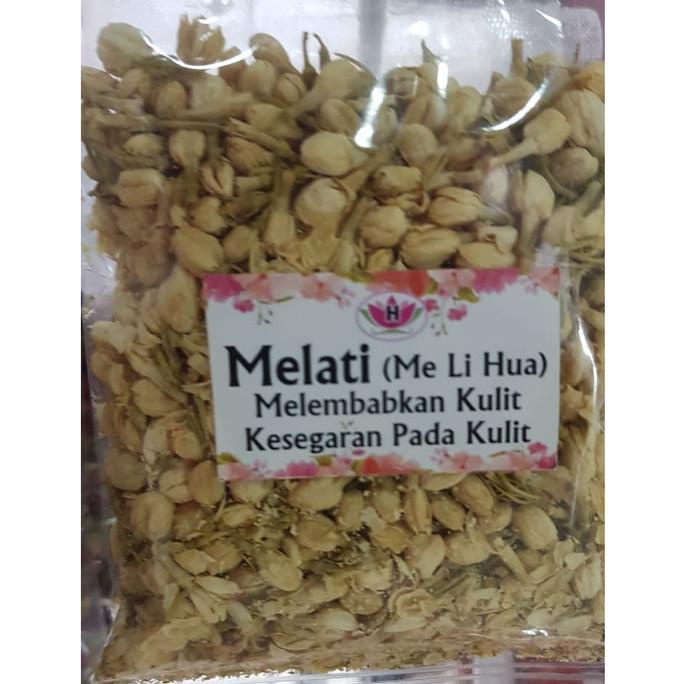 H
Melati (Me Li Hua)
Melembabkan Kulit
Kesegaran Pada Kulit